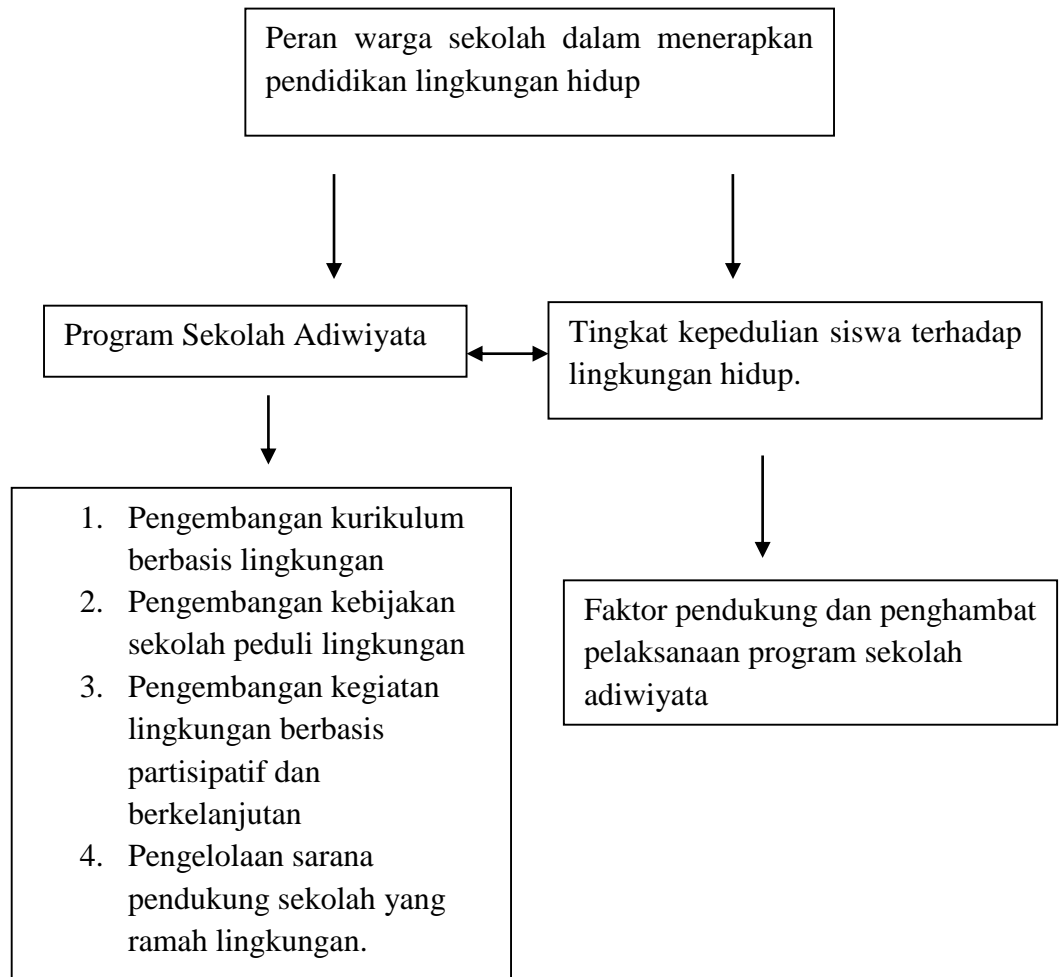 Peran warga sekolah dalam menerapkan
pendidikan lingkungan hidup
Program Sekolah Adiwiyata
Tingkat kepedulian siswa terhadap
lingkungan hidup.
1. Pengembangan kurikulum
berbasis lingkungan
2. Pengembangan kebijakan
sekolah peduli lingkungan
3. Pengembangan kegiatan
lingkungan berbasis
partisipatif dan
berkelanjutan
4. Pengelolaan sarana
pendukung sekolah yang
ramah lingkungan.
Faktor pendukung dan penghambat
pelaksanaan program sekolah
adiwiyata